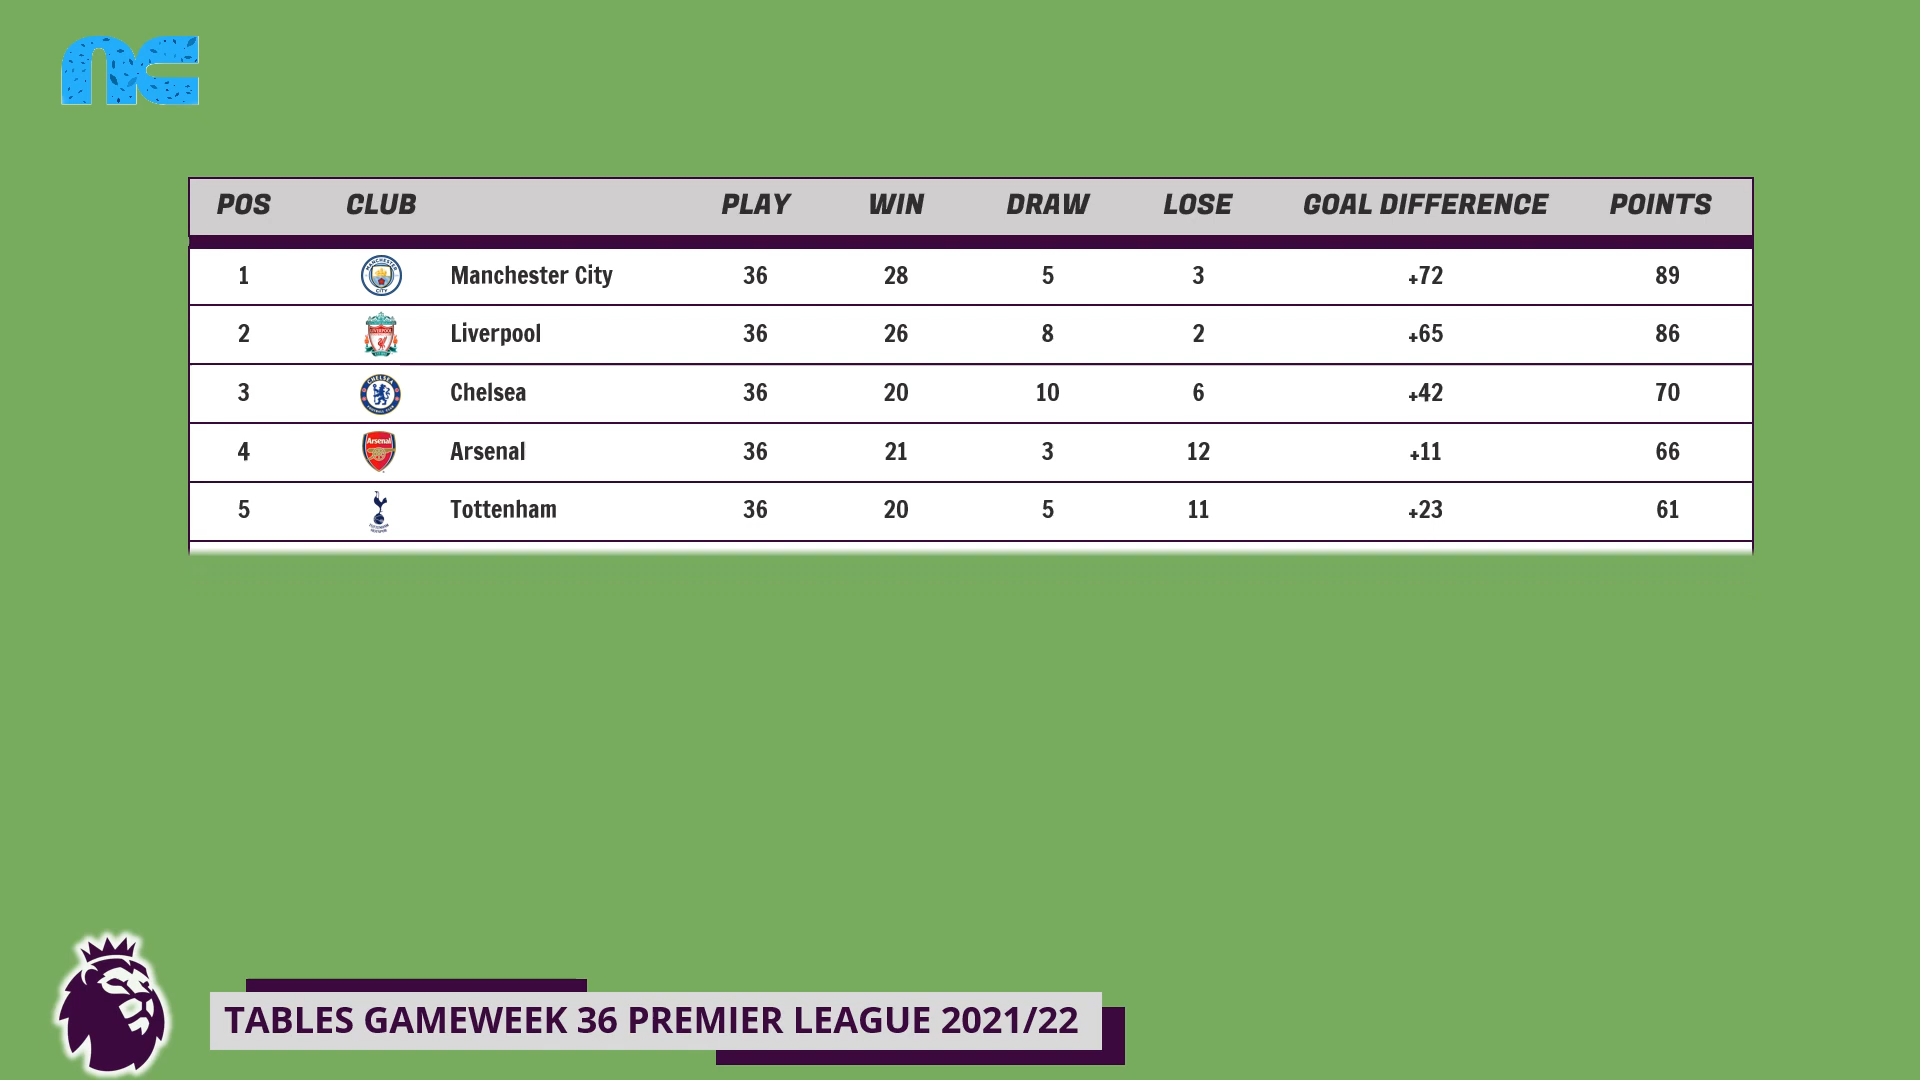 nc
POS CLUB PLAY WIN DRAW LOSE GOAL DIFFERENCE POINTS
1 Manchester City 36 28 5 3 +72 89
2 Liverpool 36 26 8 2 +65 86
3 Chelsea 36 20 10 6 +42 70
4 Arsenal 36 21 3 12 +11 66
5 Tottenham 36 20 5 11 +23 61
TABLES GAMEWEEK 36 PREMIER LEAGUE 2021/22